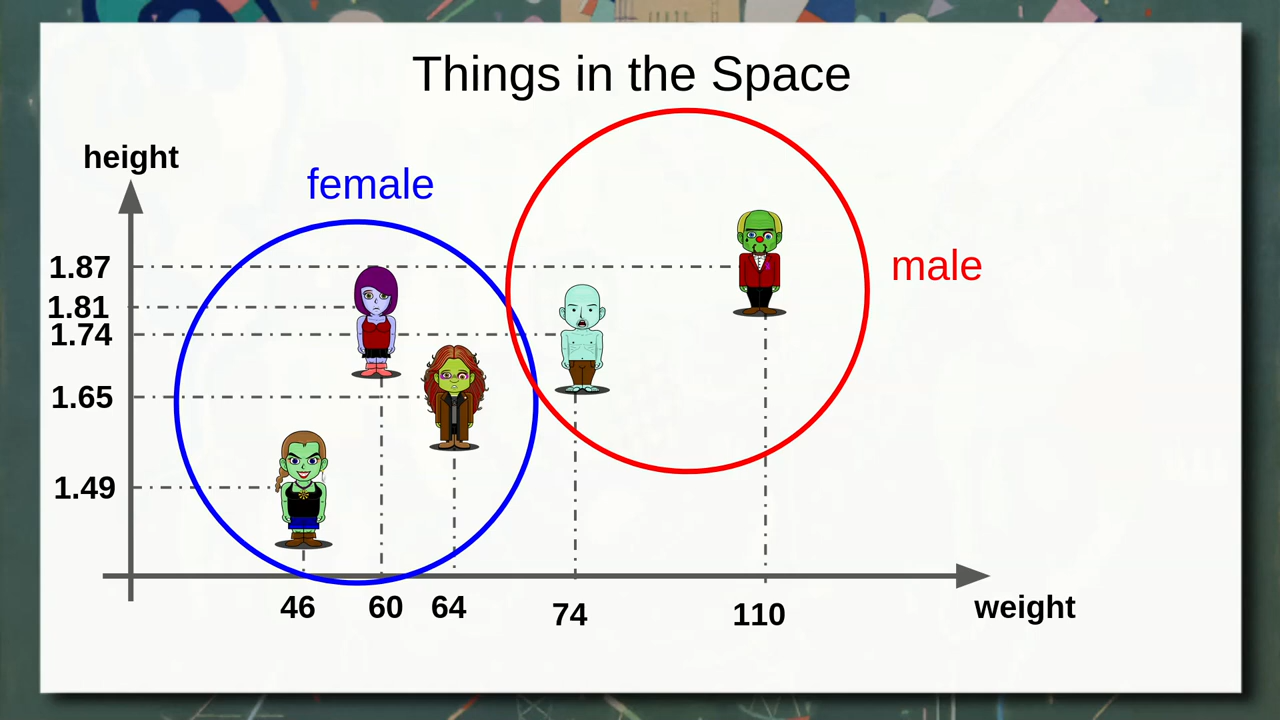 Things in the Space
height
female
male
1.87
1.81
1.74
1.65
1.49
46
60
64
74
110
weight